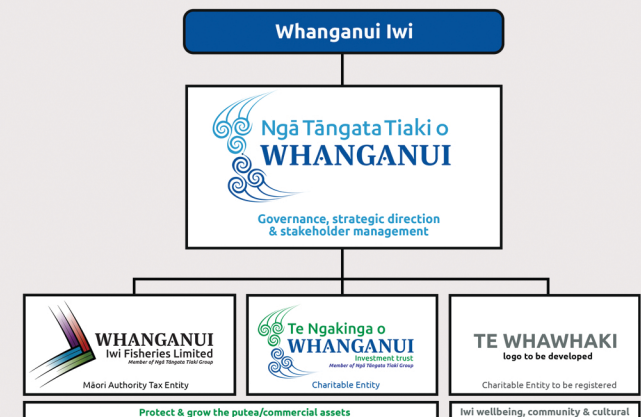 Whanganui Iwi
Ngā Tāngata Tiaki o
WHANGANUI
Governance, strategic direction
& stakeholder management
WHANGANUI
Iwi Fisheries Limited
Member of Ngā Tāngata Tiaki Group
Māori Authority Tax Entity
Te Ngakinga o
WHANGANUI
Investment trust
Member of Ngā Tāngata Tiaki Group
Charitable Entity
TE WHAWHAKI
logo to be developed
Charitable Entity to be registered
Protect & grow the putea/commercial assets
Iwi wellbeing, community & cultural